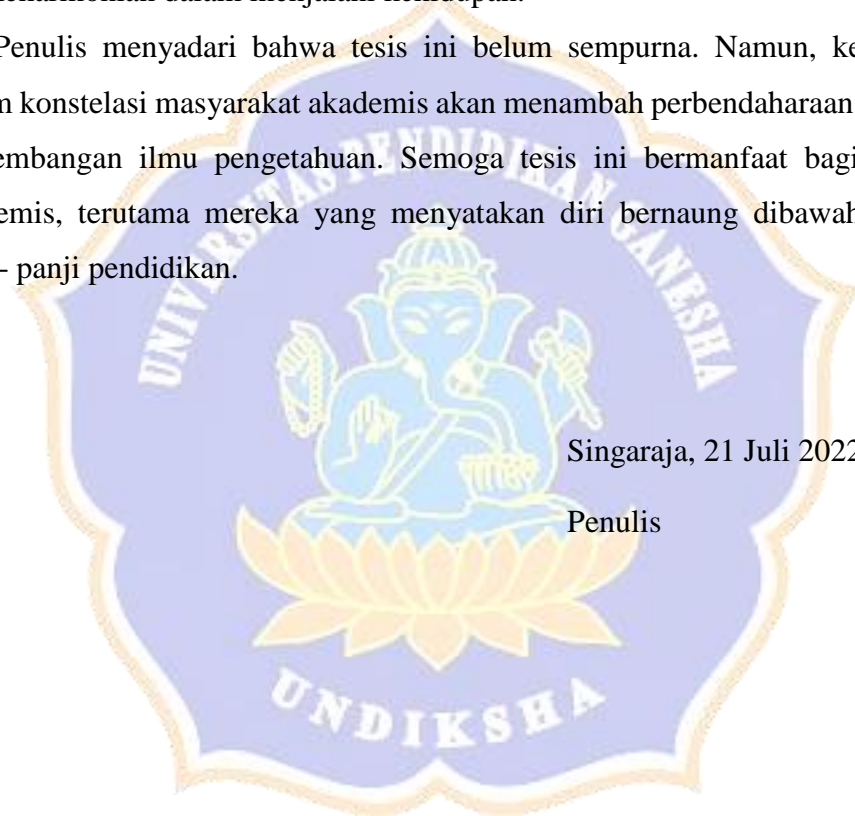 dalam menjalani
Penulis menyadari bahwa tesis ini belum sempurna. Namun, ke
konstelasi masyarakat akademis akan menambah perbendaharaan
embangan ilmu pengetahuan. Semoga tesis ini bermanfaat bagi
emis, terutama mereka yang menyatakan diri bernaung dibawah
- panji pendidikan.
UNIVERSITAS PENDIDIKAN GANESHA
Singaraja, 21 Juli 2022
Penulis
UNDIKSHA